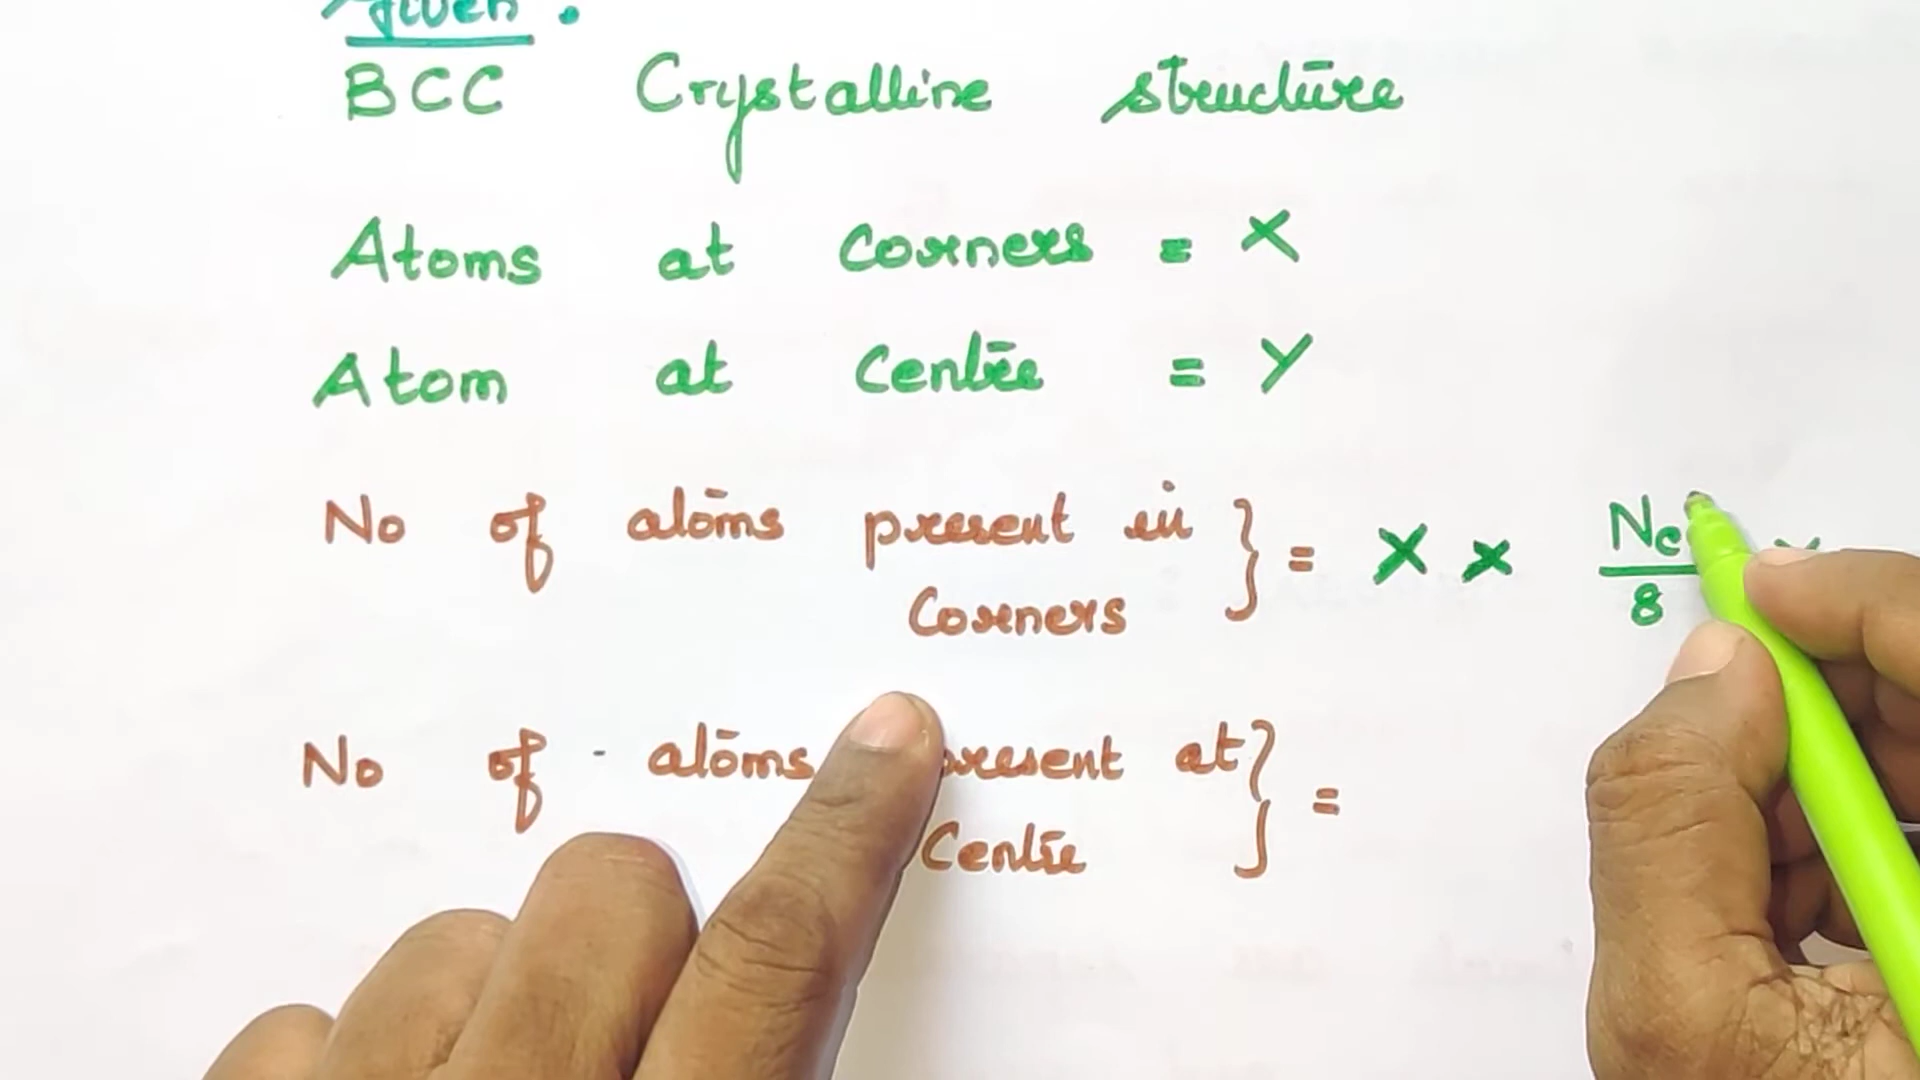 given :
BCC Crystalline structure
Atoms at corners = X
Atom at Centre = Y
No of atoms present in } = X × Nc
8
Corners
No of atoms present at } =
Centre